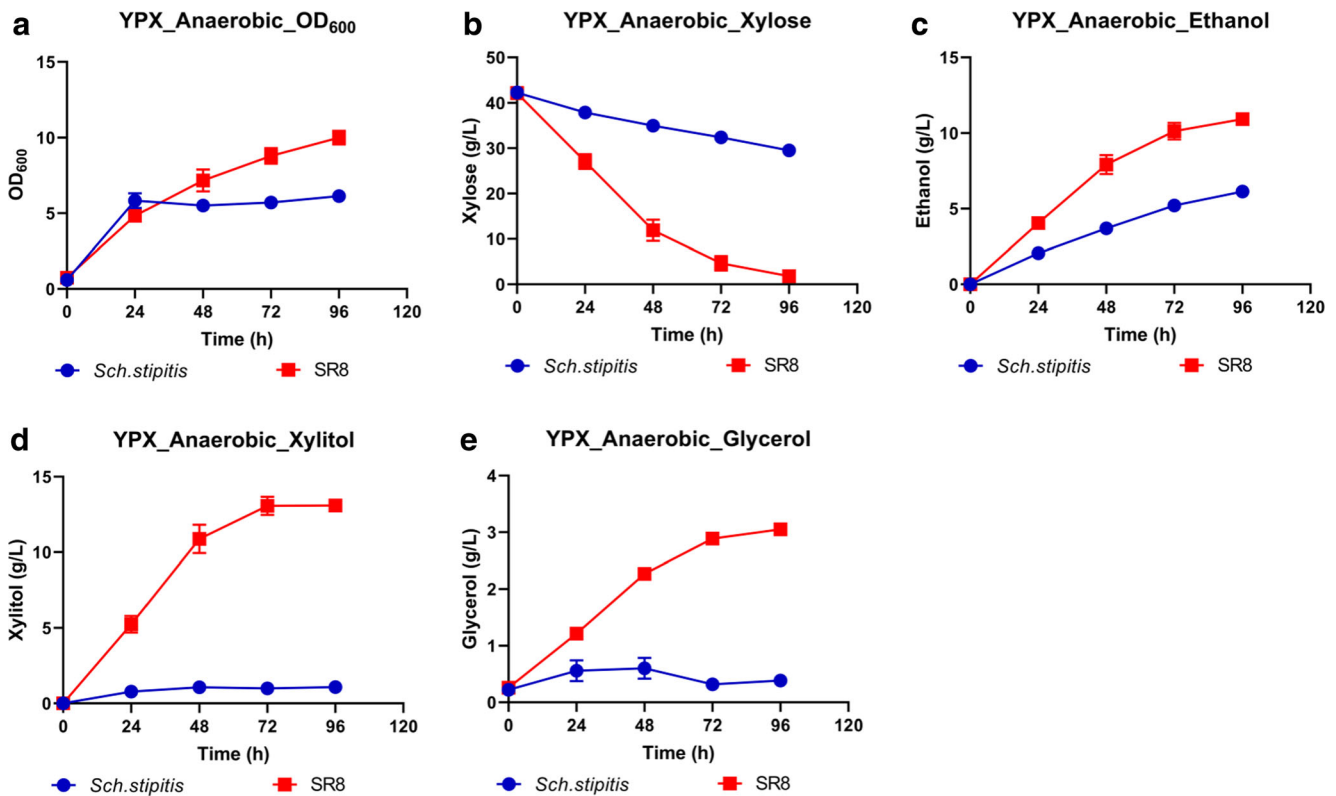 a
YPX_Anaerobic_OD600
15
10
5
0
OD600
0 24 48 72 96 120
Time (h)
Sch.stipitis SR8
b
YPX_Anaerobic_Xylose
50
40
30
20
10
0
Xylose (g/L)
0 24 48 72 96 120
Time (h)
Sch.stipitis SR8
c
YPX_Anaerobic_Ethanol
15
10
5
0
Ethanol (g/L)
0 24 48 72 96 120
Time (h)
Sch.stipitis SR8
d
YPX_Anaerobic_Xylitol
15
10
5
0
Xylitol (g/L)
0 24 48 72 96 120
Time (h)
Sch.stipitis SR8
e
YPX_Anaerobic_Glycerol
4
3
2
1
0
Glycerol (g/L)
0 24 48 72 96 120
Time (h)
Sch.stipitis SR8